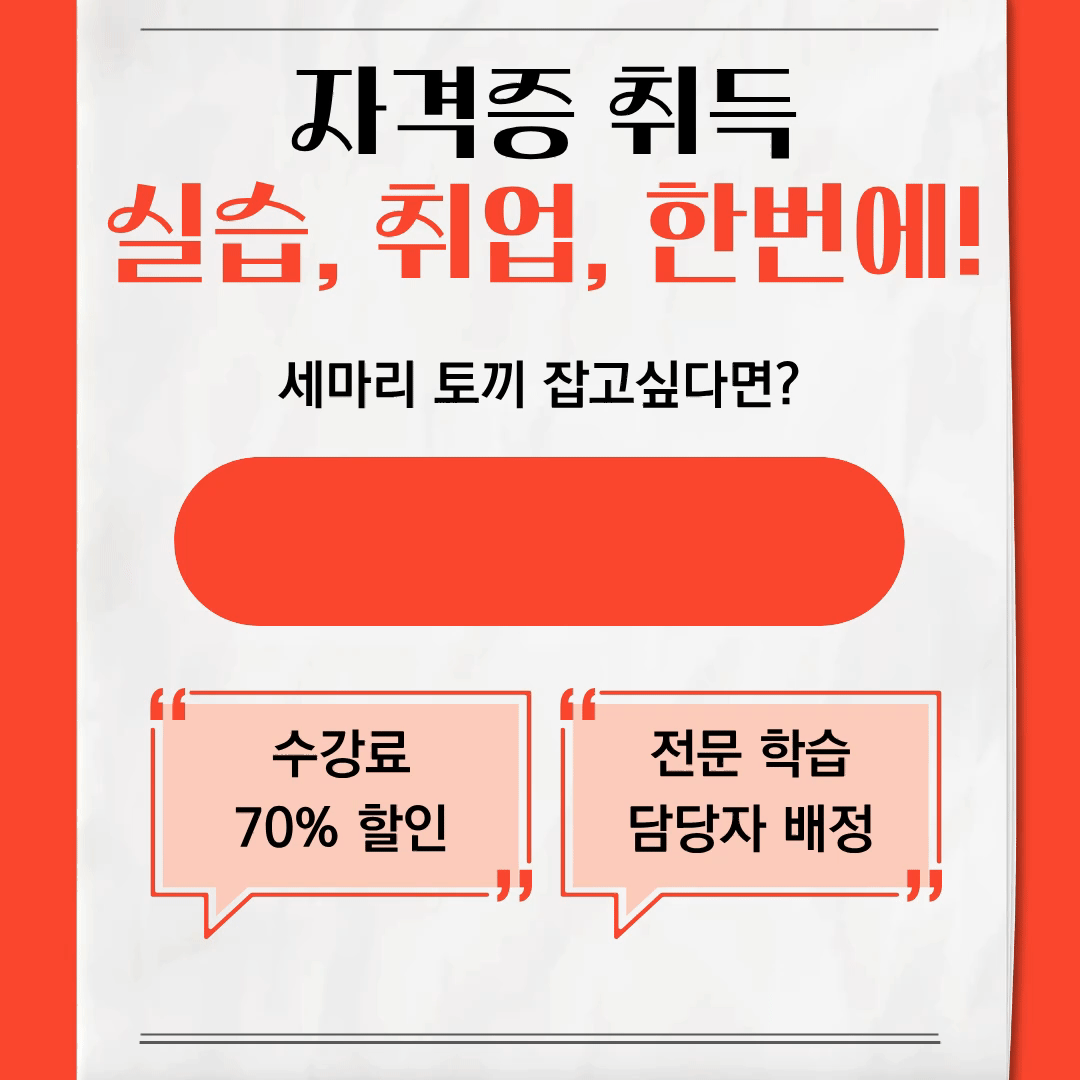 자격증 취득
실습, 취업, 한번에!
세마리 토끼 잡고싶다면?
“ 수강료
70% 할인 ”
“ 전문 학습
담당자 배정 ”